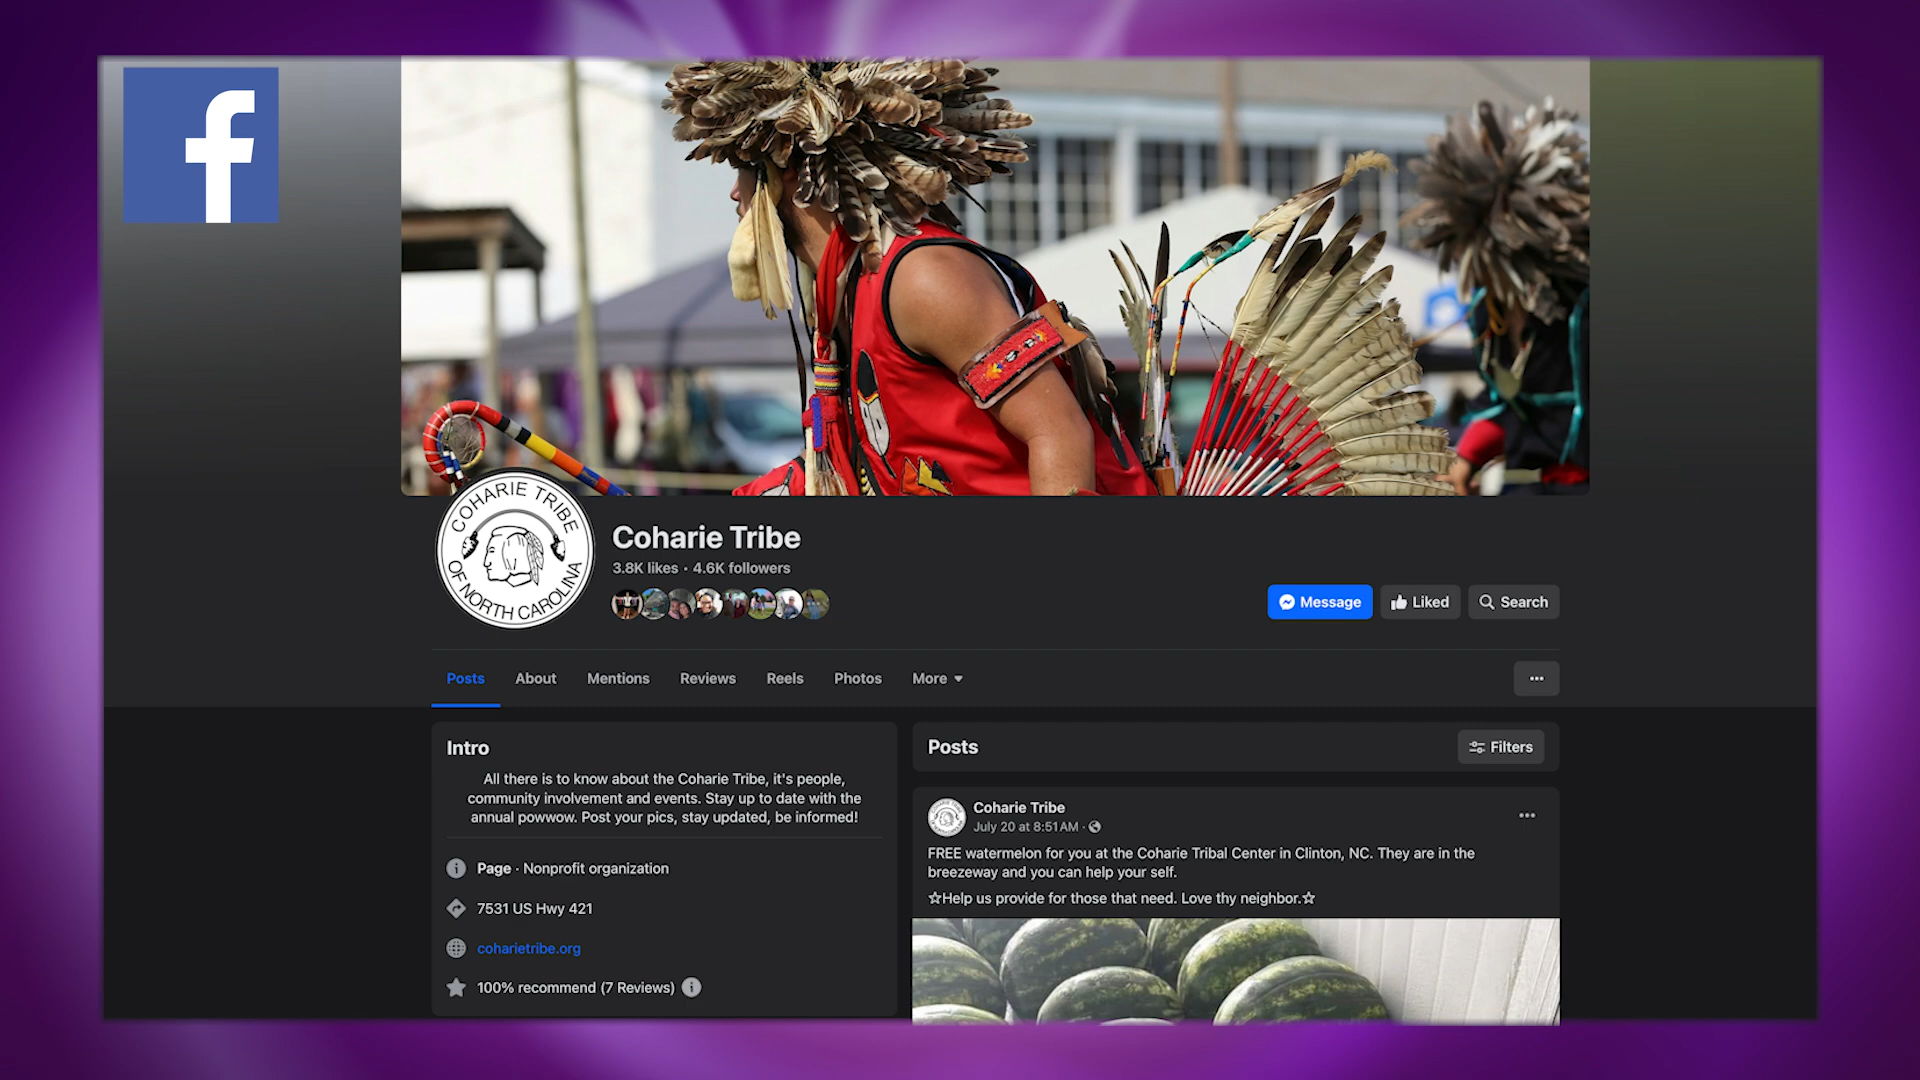 f
COHARIE TRIBE
OF NORTH CAROLINA
Coharie Tribe
3.8K likes • 4.6K followers
Message
Liked
Search
Posts
About
Mentions
Reviews
Reels
Photos
More
Intro
All there is to know about the Coharie Tribe, it's people,
community involvement and events. Stay up to date with the
annual powwow. Post your pics, stay updated, be informed!
Page · Nonprofit organization
7531 US Hwy 421
coharietribe.org
100% recommend (7 Reviews)
Posts
Filters
Coharie Tribe
July 20 at 8:51AM ·
FREE watermelon for you at the Coharie Tribal Center in Clinton, NC. They are in the
breezeway and you can help your self.
☆Help us provide for those that need. Love thy neighbor.☆